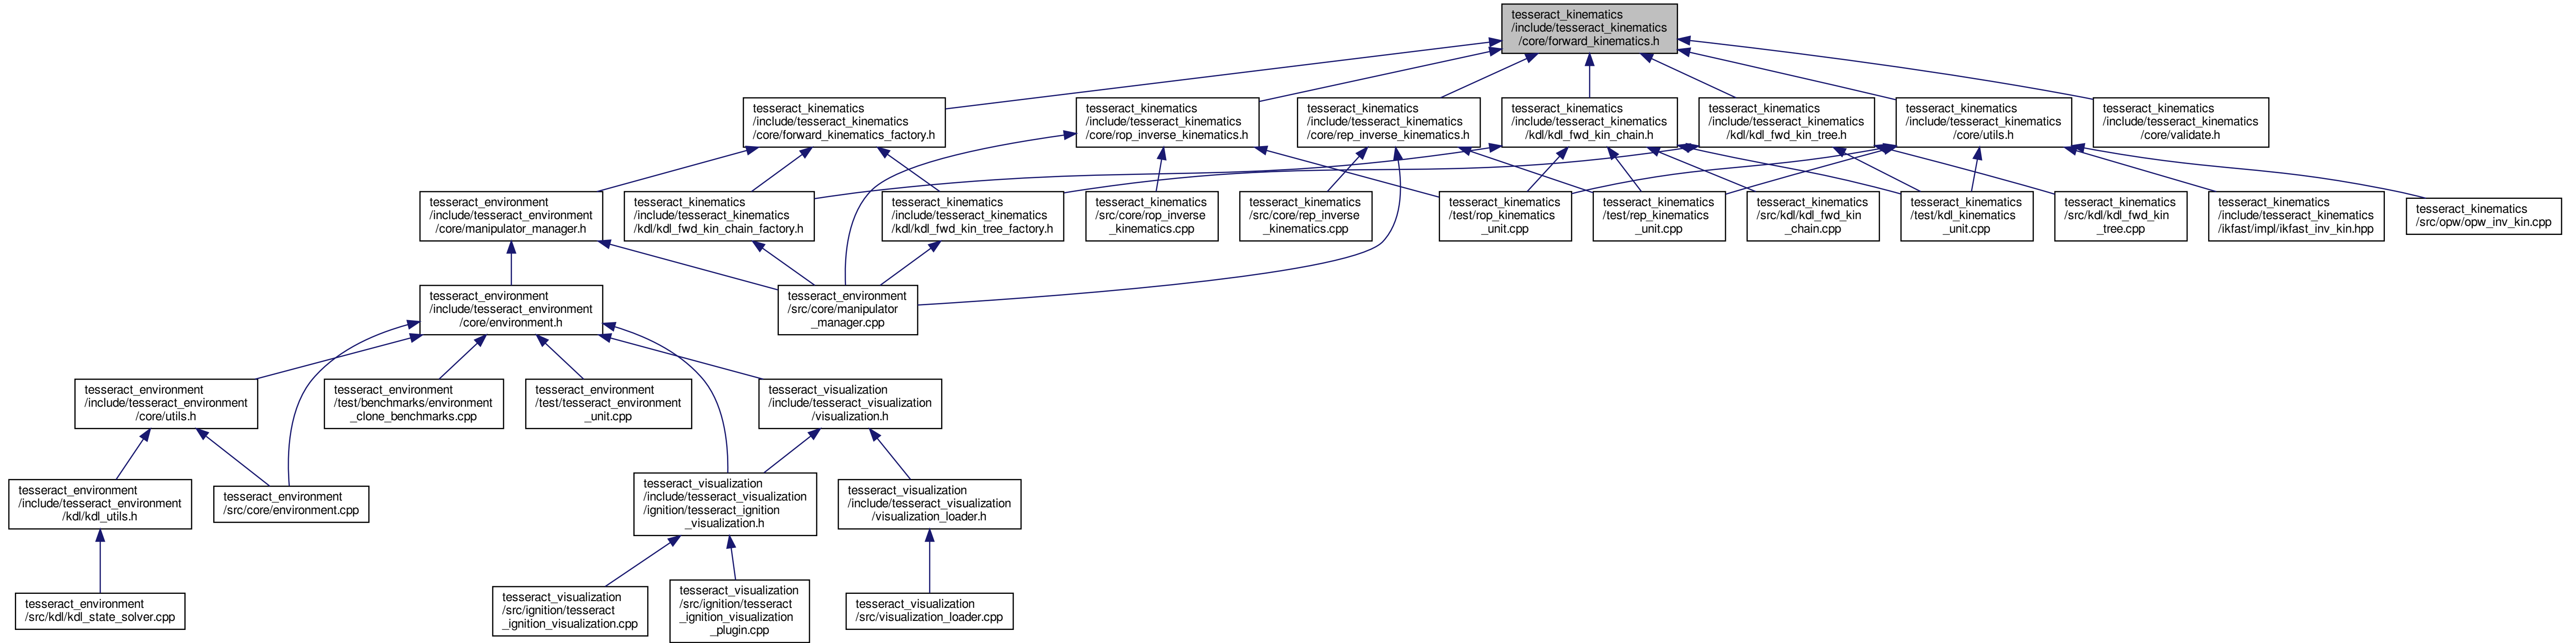 tesseract_kinematics
/include/tesseract_kinematics
/core/forward_kinematics.h
tesseract_kinematics
/include/tesseract_kinematics
/core/forward_kinematics_factory.h
tesseract_kinematics
/include/tesseract_kinematics
/core/rop_inverse_kinematics.h
tesseract_kinematics
/include/tesseract_kinematics
/core/rep_inverse_kinematics.h
tesseract_kinematics
/include/tesseract_kinematics
/kdl/kdl_fwd_kin_chain.h
tesseract_kinematics
/include/tesseract_kinematics
/kdl/kdl_fwd_kin_tree.h
tesseract_kinematics
/include/tesseract_kinematics
/core/utils.h
tesseract_kinematics
/include/tesseract_kinematics
/core/validate.h
tesseract_environment
/include/tesseract_environment
/core/manipulator_manager.h
tesseract_kinematics
/include/tesseract_kinematics
/kdl/kdl_fwd_kin_chain_factory.h
tesseract_kinematics
/include/tesseract_kinematics
/kdl/kdl_fwd_kin_tree_factory.h
tesseract_kinematics
/src/core/rop_inverse
_kinematics.cpp
tesseract_kinematics
/src/core/rep_inverse
_kinematics.cpp
tesseract_kinematics
/test/rop_kinematics
_unit.cpp
tesseract_kinematics
/test/rep_kinematics
_unit.cpp
tesseract_kinematics
/src/kdl/kdl_fwd_kin
_chain.cpp
tesseract_kinematics
/test/kdl_kinematics
_unit.cpp
tesseract_kinematics
/src/kdl/kdl_fwd_kin
_tree.cpp
tesseract_kinematics
/include/tesseract_kinematics
/ikfast/impl/ikfast_inv_kin.hpp
tesseract_kinematics
/src/opw/opw_inv_kin.cpp
tesseract_environment
/include/tesseract_environment
/core/environment.h
tesseract_environment
/src/core/manipulator
_manager.cpp
tesseract_environment
/include/tesseract_environment
/core/utils.h
tesseract_environment
/test/benchmarks/environment
_clone_benchmarks.cpp
tesseract_environment
/test/tesseract_environment
_unit.cpp
tesseract_visualization
/include/tesseract_visualization
/visualization.h
tesseract_environment
/include/tesseract_environment
/kdl/kdl_utils.h
tesseract_environment
/src/core/environment.cpp
tesseract_visualization
/include/tesseract_visualization
/ignition/tesseract_ignition
_visualization.h
tesseract_visualization
/include/tesseract_visualization
/visualization_loader.h
tesseract_environment
/src/kdl/kdl_state_solver.cpp
tesseract_visualization
/src/ignition/tesseract
_ignition_visualization.cpp
tesseract_visualization
/src/ignition/tesseract
_ignition_visualization
_plugin.cpp
tesseract_visualization
/src/visualization_loader.cpp